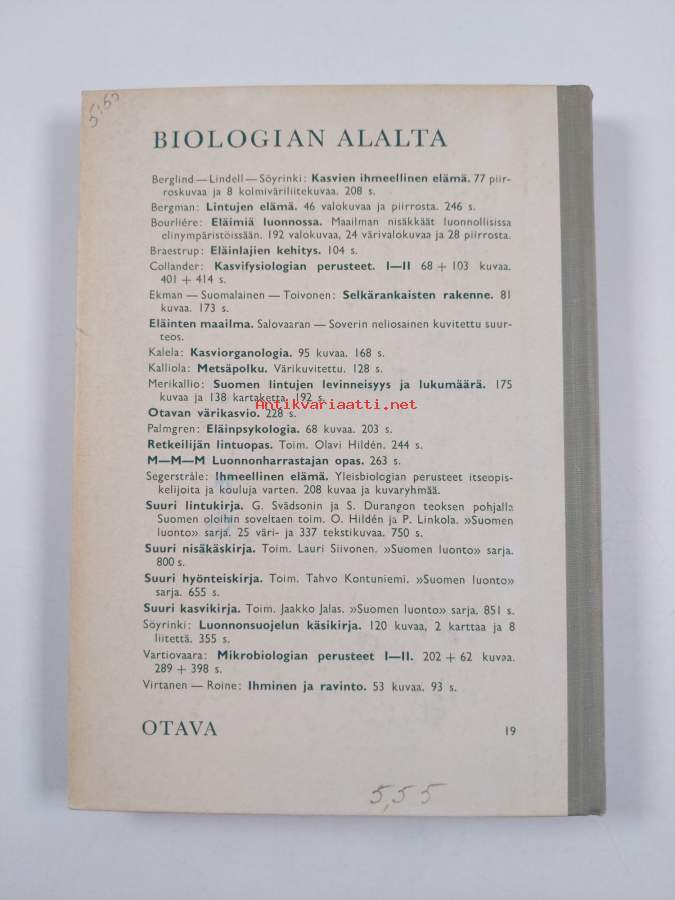 5,50
BIOLOGIAN ALALTA
Berglind — Lindell — Söyrinki: Kasvien ihmeellinen elämä. 77 piir-
roskuvaa ja 8 kolmiväriliitekuvaa. 208 s.
Bergman: Lintujen elämä. 46 valokuvaa ja piirrosta. 246 s.
Bourliére: Eläimiä luonnossa. Maailman nisäkkäät luonnollisissa
elinympäristöissään. 192 valokuvaa, 24 värivalokuvaa ja 28 piirrosta.
Braestrup: Eläinlajien kehitys. 104 s.
Collander: Kasvifysiologian perusteet. I—II 68 + 103 kuvaa.
401 + 414 s.
Ekman — Suomalainen — Toivonen: Selkärankaisten rakenne. 81
kuvaa. 173 s.
Eläinten maailma. Salovaaran — Soverin neliosainen kuvitettu suur-
teos.
Kalela: Kasviorganologia. 95 kuvaa. 168 s.
Kalliola: Metsäpolku. Värikuvitettu. 128 s.
Merikallio: Suomen lintujen levinneisyys ja lukumäärä. 175
kuvaa ja 138 kartaketta. 192 s.
Antikvariaatti.net
Otavan värikasvio. 228 s.
Palmgren: Eläinpsykologia. 68 kuvaa. 203 s.
Retkeilijän lintuopas. Toim. Olavi Hildén. 244 s.
M—M—M Luonnonharrastajan opas. 263 s.
Segerstråle: Ihmeellinen elämä. Yleisbiologian perusteet itseopis-
kelijoita ja kouluja varten. 208 kuvaa ja kuvaryhmää.
Suuri lintukirja. G. Svädsonin ja S. Durangon teoksen pohjalla
Suomen oloihin soveltaen toim. O. Hildén ja P. Linkola. »Suomen
luonto» sarja. 25 väri- ja 337 tekstikuvaa. 750 s.
Suuri nisäkäskirja. Toim. Lauri Siivonen. »Suomen luonto» sarja.
800 s.
Suuri hyönteiskirja. Toim. Tahvo Kontuniemi. »Suomen luonto»
sarja. 655 s.
Suuri kasvikirja. Toim. Jaakko Jalas. »Suomen luonto» sarja. 851 s.
Söyrinki: Luonnonsuojelun käsikirja. 120 kuvaa, 2 karttaa ja 8
liitettä. 355 s.
Vartiovaara: Mikrobiologian perusteet I—II. 202 + 62 kuvaa.
289 + 398 s.
Virtanen — Roine: Ihminen ja ravinto. 53 kuvaa. 93 s.
OTAVA 19
5,55